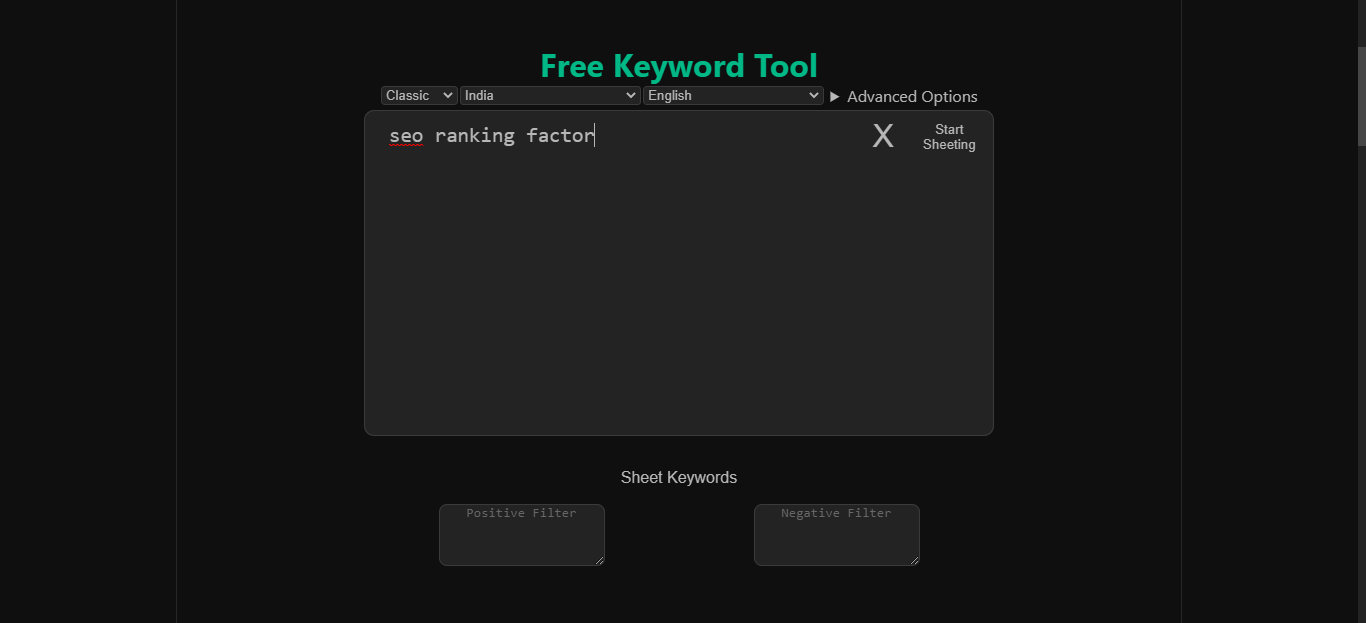 Free Keyword Tool
Classic India English ▶ Advanced Options
seo ranking factor X Start
Sheeting
Sheet Keywords
Positive Filter Negative Filter